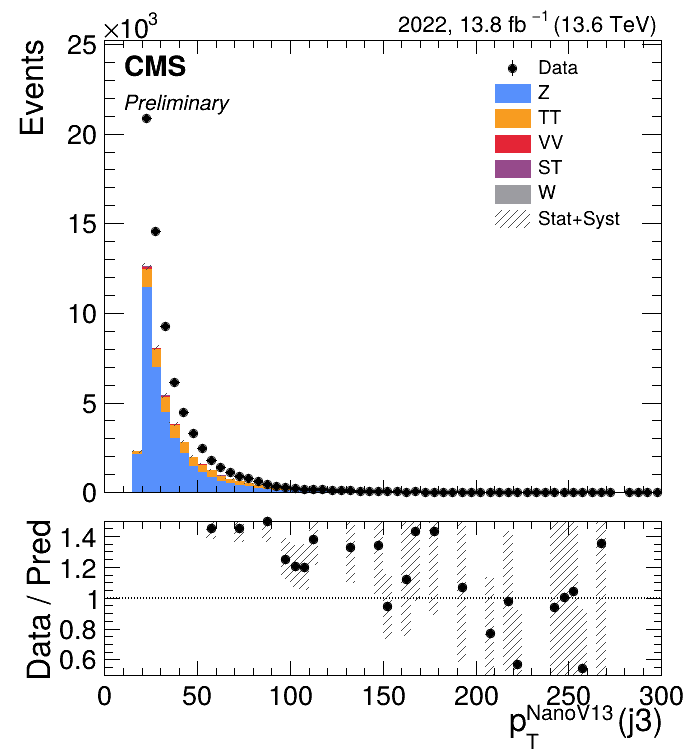 ×10³
2022, 13.8 fb⁻¹ (13.6 TeV)
CMS
Preliminary
Events
25
20
15
10
5
0
Data
Z
TT
VV
ST
W
Stat+Syst
Data / Pred
1.4
1.2
1
0.8
0.6
0 50 100 150 200 250 300
p_T^NanoV13 (j3)